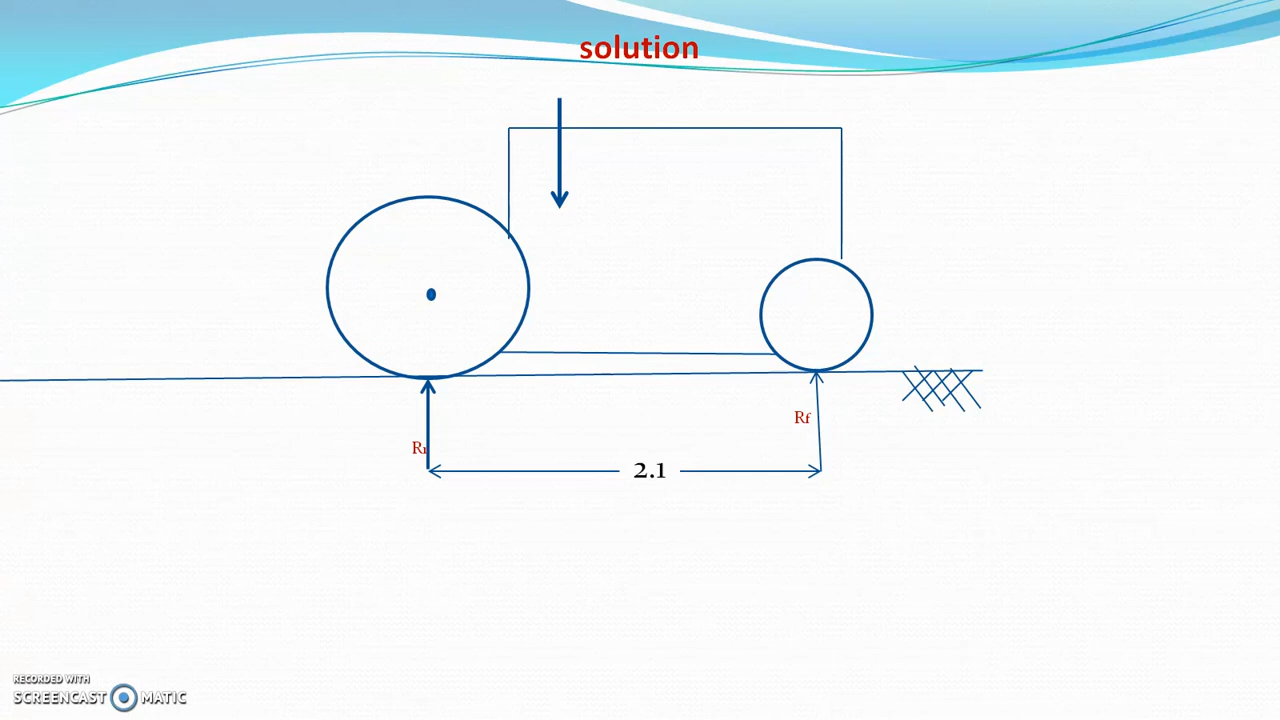 solution
Rf
Rr
2.1
RECORDED WITH
SCREENCAST MATIC